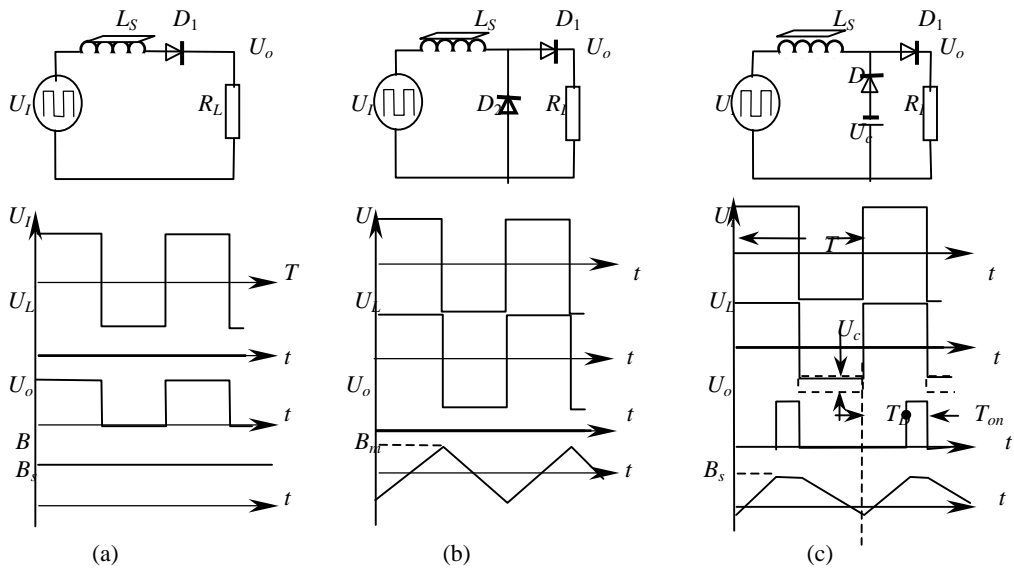 L_S D_1
U_o
U_I R_L
U_I
T
U_L
t
U_o
t
B
B_s
t
(a)
L_S D_1
U_o
U_I D_2 R_L
U
t
U_L
t
U_o
t
B_m
t
(b)
L_S D_1
U_o
D
U R_L
U_c
U
T
t
U_L
U_c
t
U_o
T_D T_on
t
B_s
t
(c)